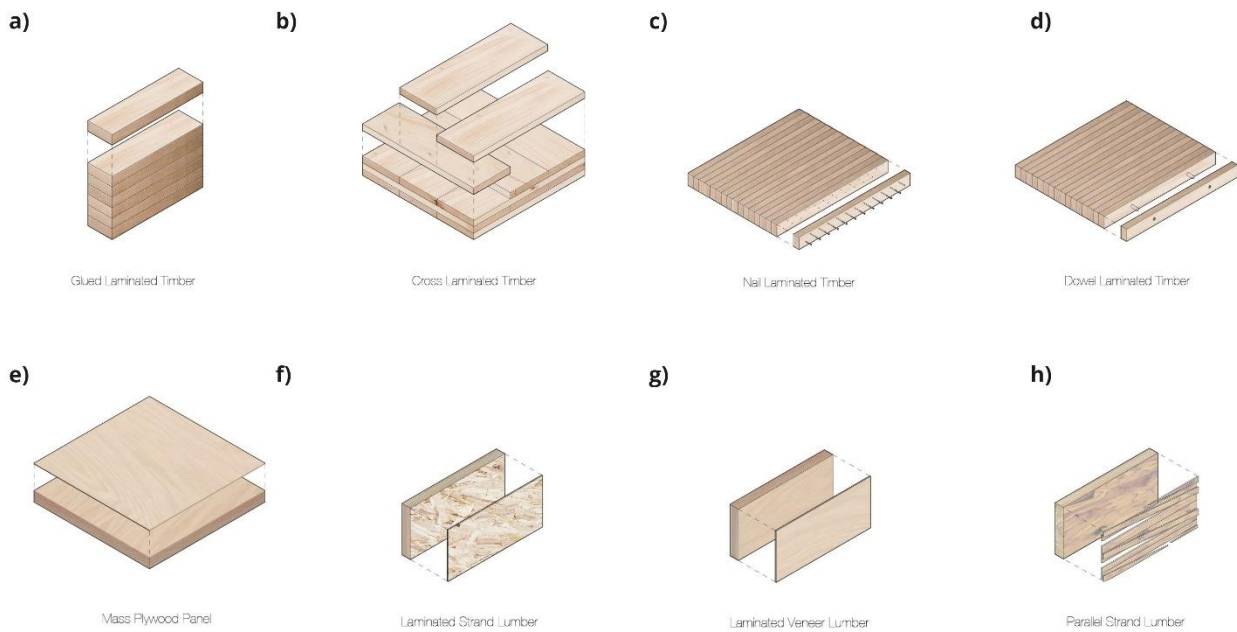 a)
b)
c)
d)
Glued Laminated Timber
Cross Laminated Timber
Nail Laminated Timber
Dowel Laminated Timber
e)
f)
g)
h)
Mass Plywood Panel
Laminated Strand Lumber
Laminated Veneer Lumber
Parallel Strand Lumber